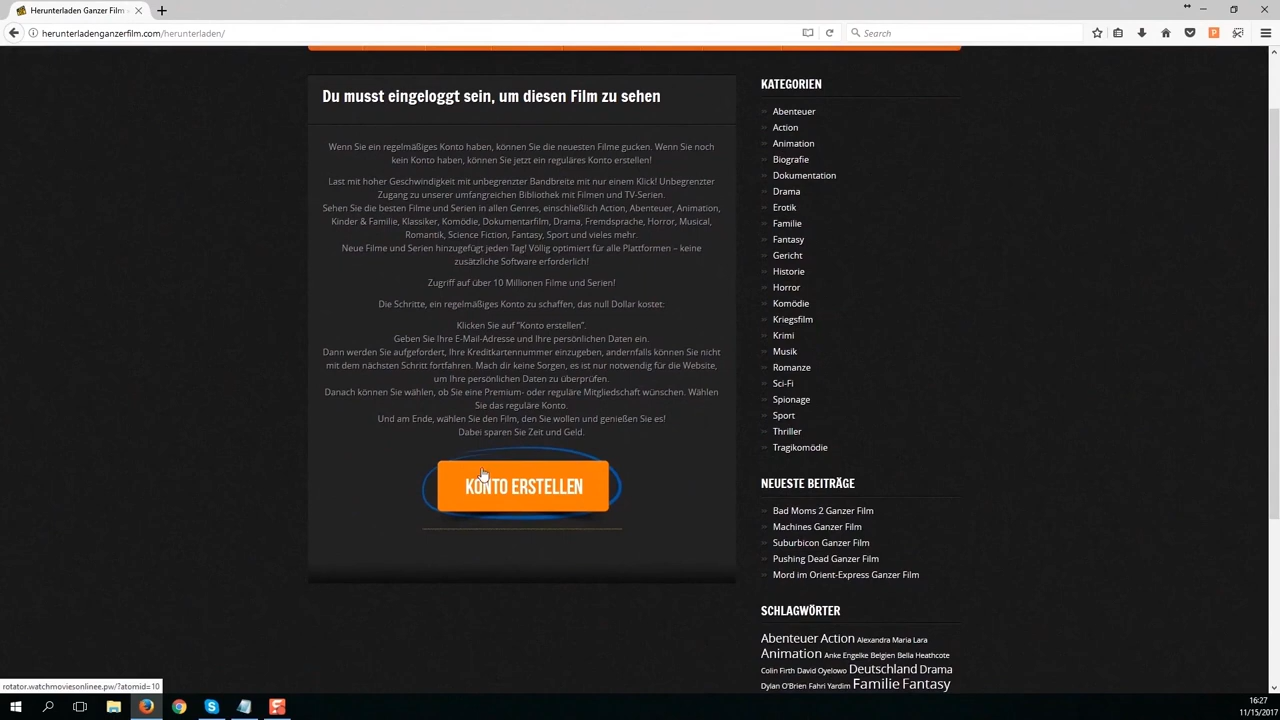 Herunterladen Ganzer Film
herunterladenganzerfilm.com/herunterladen/
Search
Du musst eingeloggt sein, um diesen Film zu sehen
Wenn Sie ein regelmäßiges Konto haben, können Sie die neuesten Filme gucken. Wenn Sie noch
kein Konto haben, können Sie jetzt ein reguläres Konto erstellen!
Last mit hoher Geschwindigkeit mit unbegrenzter Bandbreite mit nur einem Klick! Unbegrenzter
Zugang zu unserer umfangreichen Bibliothek mit Filmen und TV-Serien.
Sehen Sie die besten Filme und Serien in allen Genres, einschließlich Action, Abenteuer, Animation,
Kinder & Familie, Klassiker, Komödie, Dokumentarfilm, Drama, Fremdsprache, Horror, Musical,
Romantik, Science Fiction, Fantasy, Sport und vieles mehr.
Neue Filme und Serien hinzugefügt jeden Tag! Völlig optimiert für alle Plattformen – keine
zusätzliche Software erforderlich!
Zugriff auf über 10 Millionen Filme und Serien!
Die Schritte, ein regelmäßiges Konto zu schaffen, das null Dollar kostet:
Klicken Sie auf "Konto erstellen".
Geben Sie Ihre E-Mail-Adresse und Ihre persönlichen Daten ein.
Dann werden Sie aufgefordert, Ihre Kreditkartennummer einzugeben, andernfalls können Sie nicht
mit dem nächsten Schritt fortfahren. Mach dir keine Sorgen, es ist nur notwendig für die Website,
um Ihre persönlichen Daten zu überprüfen.
Danach können Sie wählen, ob Sie eine Premium- oder reguläre Mitgliedschaft wünschen. Wählen
Sie das reguläre Konto.
Und am Ende, wählen Sie den Film, den Sie wollen und genießen Sie es!
Dabei sparen Sie Zeit und Geld.
KONTO ERSTELLEN
KATEGORIEN
Abenteuer
Action
Animation
Biografie
Dokumentation
Drama
Erotik
Familie
Fantasy
Gericht
Historie
Horror
Komödie
Kriegsfilm
Krimi
Musik
Romanze
Sci-Fi
Spionage
Sport
Thriller
Tragikomödie
NEUESTE BEITRÄGE
Bad Moms 2 Ganzer Film
Machines Ganzer Film
Suburbicon Ganzer Film
Pushing Dead Ganzer Film
Mord im Orient-Express Ganzer Film
SCHLAGWÖRTER
Abenteuer Action Alexandra Maria Lara
Animation Anke Engelke Belgien Bella Heathcote
Colin Firth David Oyelowo Deutschland Drama
Dylan O'Brien Fahri Yardim Familie Fantasy
rotator.watchmoviesonlinee.pw/?atomid=10
16:27
11/15/2017